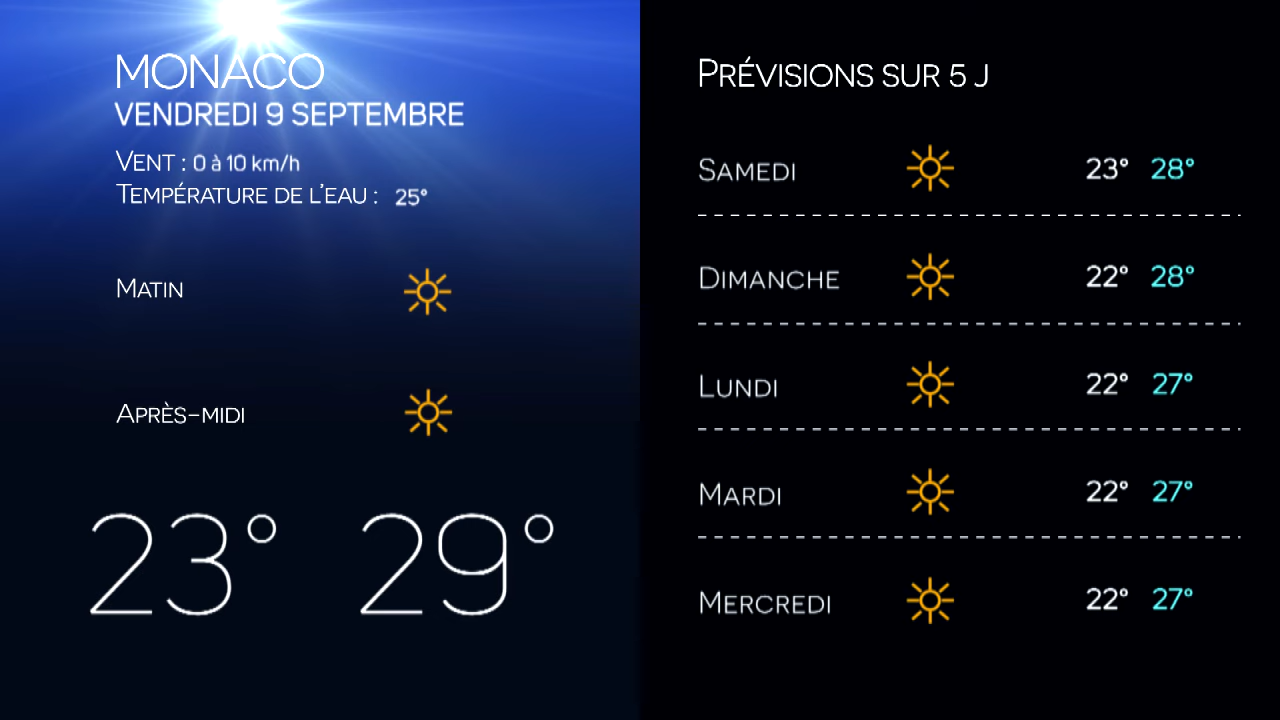 MONACO
VENDREDI 9 SEPTEMBRE
VENT : 0 à 10 km/h
TEMPÉRATURE DE L'EAU : 25°
MATIN
APRÈS-MIDI
23° 29°
PRÉVISIONS SUR 5 J
SAMEDI 23° 28°
DIMANCHE 22° 28°
LUNDI 22° 27°
MARDI 22° 27°
MERCREDI 22° 27°